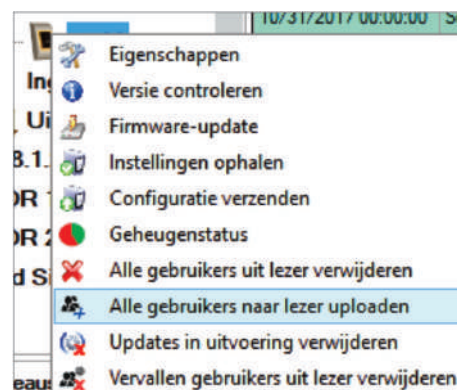 10/31/2017 00:00:00
Eigenschappen
Versie controleren
Firmware-update
Instellingen ophalen
Configuratie verzenden
Geheugenstatus
Alle gebruikers uit lezer verwijderen
Alle gebruikers naar lezer uploaden
Updates in uitvoering verwijderen
Vervallen gebruikers uit lezer verwijderen